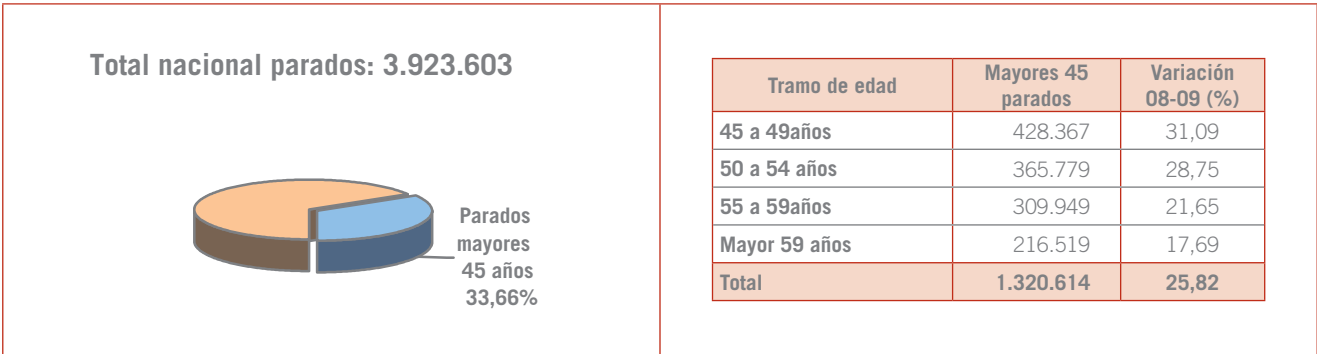 Total nacional parados: 3.923.603
Parados
mayores
45 años
33,66%
Tramo de edad Mayores 45 parados Variación 08-09 (%)
45 a 49años 428.367 31,09
50 a 54 años 365.779 28,75
55 a 59años 309.949 21,65
Mayor 59 años 216.519 17,69
Total 1.320.614 25,82